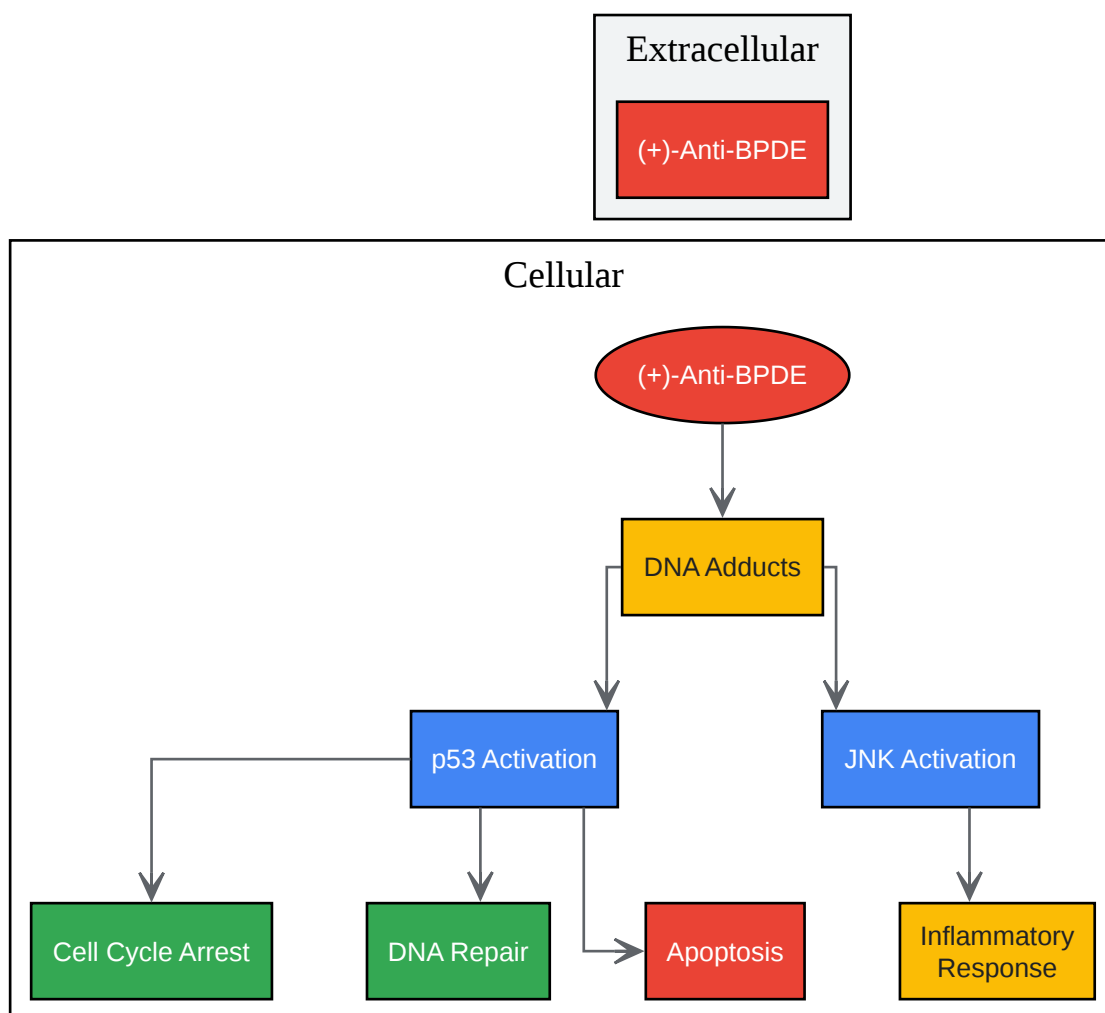 Extracellular
(+)-Anti-BPDE
Cellular
(+)-Anti-BPDE
DNA Adducts
p53 Activation
JNK Activation
Cell Cycle Arrest
DNA Repair
Apoptosis
Inflammatory
Response